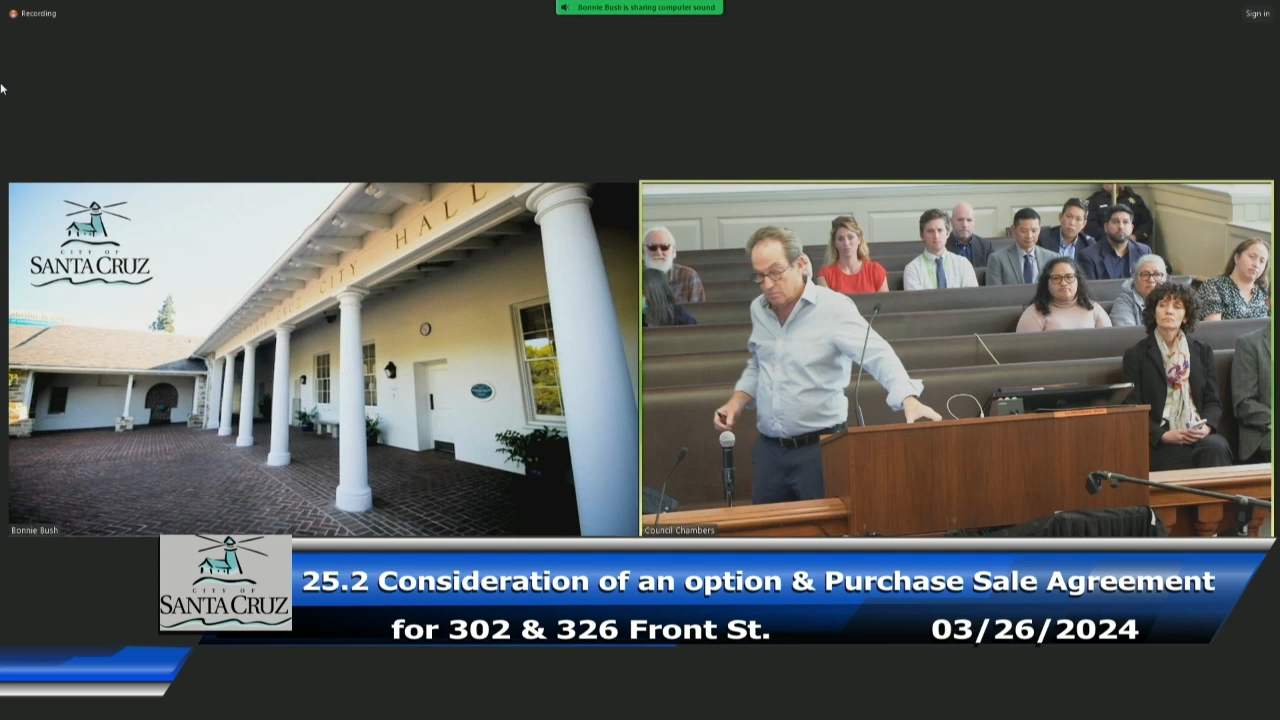 Recording
Bonnie Bush is sharing computer sound
Sign in
CITY OF
SANTA CRUZ
SANTA CRUZ CITY HALL
Bonnie Bush
Council Chambers
CITY OF
SANTA CRUZ
25.2 Consideration of an option & Purchase Sale Agreement
for 302 & 326 Front St.
03/26/2024